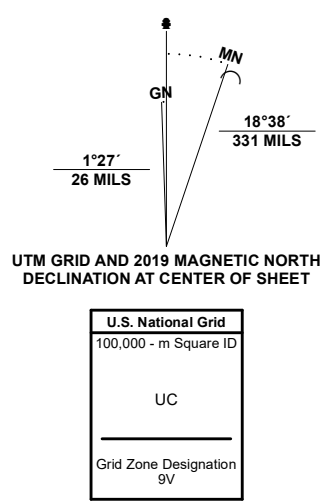 MN
GN
18°38´
331 MILS
1°27´
26 MILS
UTM GRID AND 2019 MAGNETIC NORTH
DECLINATION AT CENTER OF SHEET
U.S. National Grid
100,000 - m Square ID
UC
Grid Zone Designation
9V